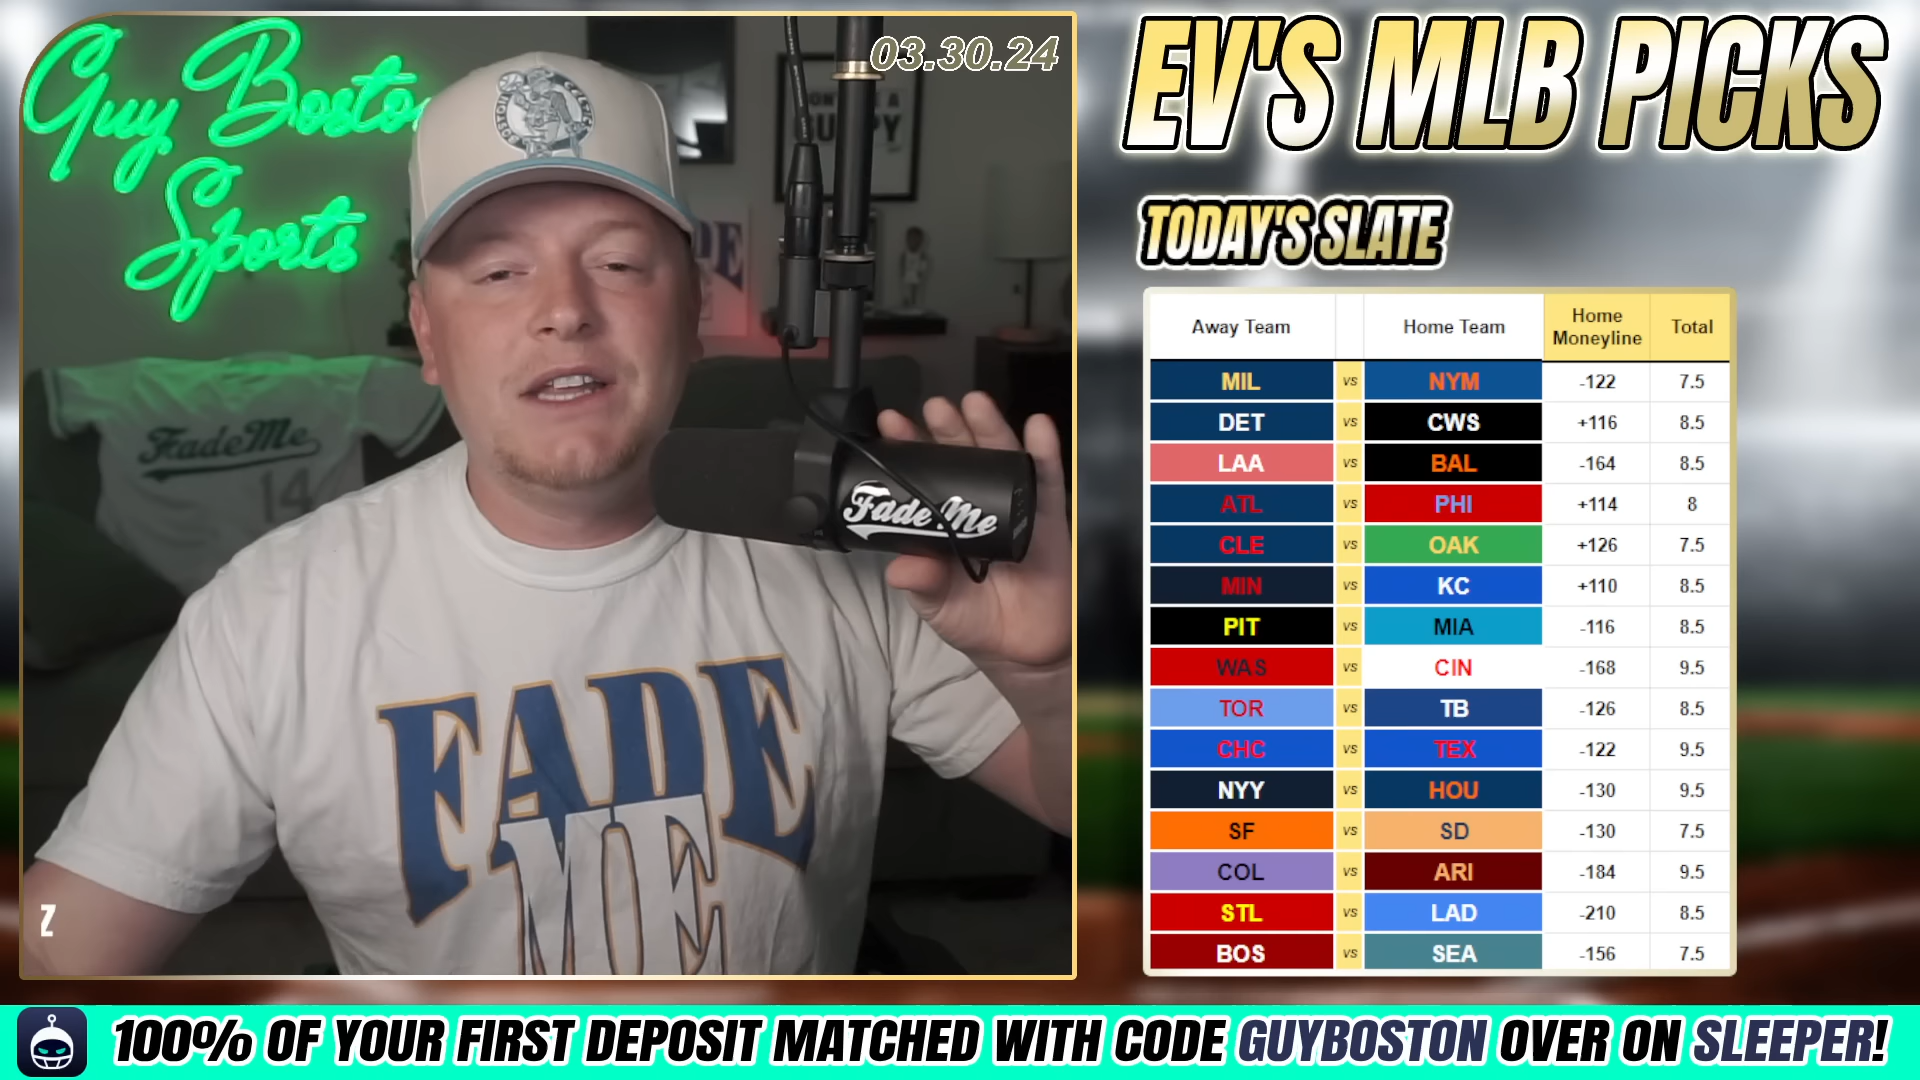 Guy Bosto
Sports
03.30.24
FadeMe
14
Fade Me
FADE
ME
Z
EV'S MLB PICKS
TODAY'S SLATE
Away Team Home Team Home Moneyline Total
MIL vs NYM -122 7.5
DET vs CWS +116 8.5
LAA vs BAL -164 8.5
ATL vs PHI +114 8
CLE vs OAK +126 7.5
MIN vs KC +110 8.5
PIT vs MIA -116 8.5
WAS vs CIN -168 9.5
TOR vs TB -126 8.5
CHC vs TEX -122 9.5
NYY vs HOU -130 9.5
SF vs SD -130 7.5
COL vs ARI -184 9.5
STL vs LAD -210 8.5
BOS vs SEA -156 7.5
100% OF YOUR FIRST DEPOSIT MATCHED WITH CODE GUYBOSTON OVER ON SLEEPER!